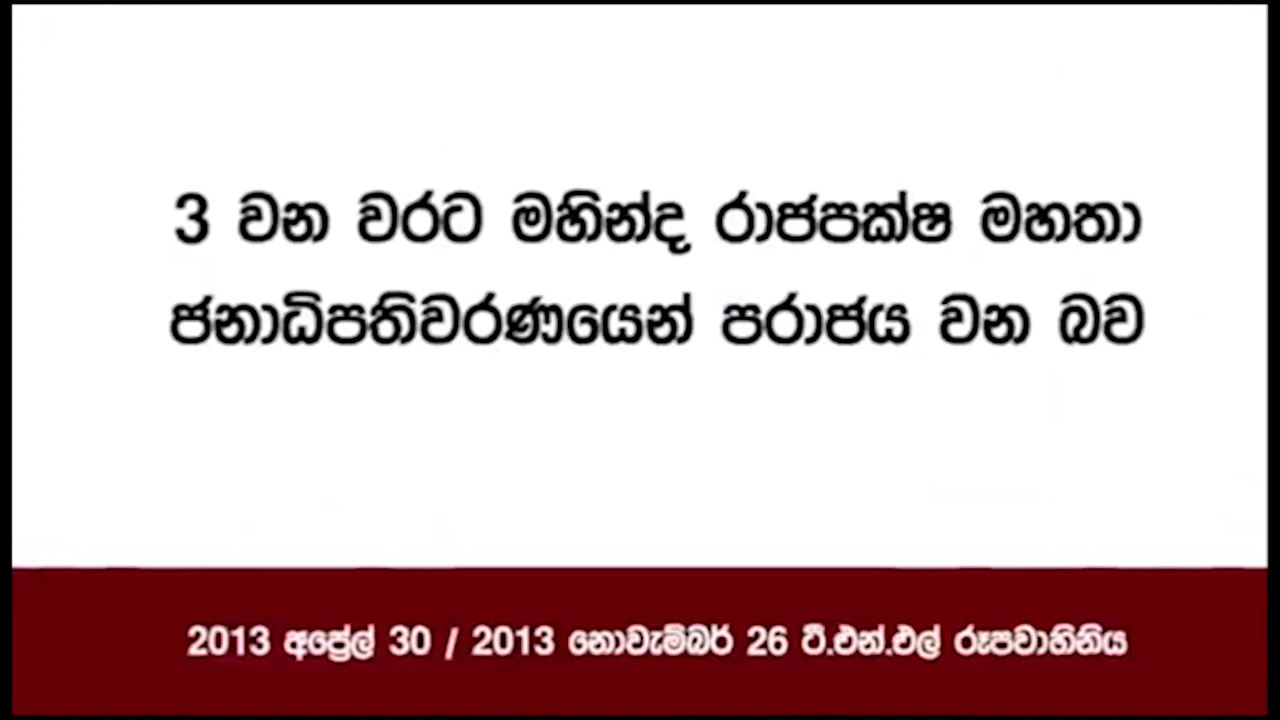 3 වන වරට මහින්ද රාජපක්ෂ මහතා
ජනාධිපතිවරණයෙන් පරාජය වන බව
2013 අප්‍රේල් 30 / 2013 නොවැම්බර් 26 ටී.එන්.එල් රූපවාහිනිය